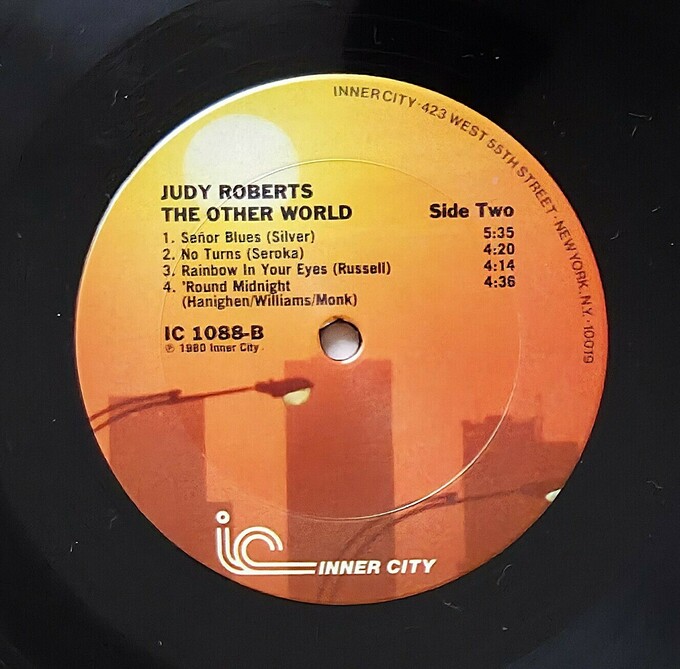 INNER CITY · 423 WEST 55TH STREET · NEW YORK, N.Y. · 10019
JUDY ROBERTS
THE OTHER WORLD
Side Two
1. Señor Blues (Silver) 5:35
2. No Turns (Seroka) 4:20
3. Rainbow In Your Eyes (Russell) 4:14
4. 'Round Midnight 4:36
(Hanighen/Williams/Monk)
IC 1088-B
℗ 1980 Inner City
ic INNER CITY